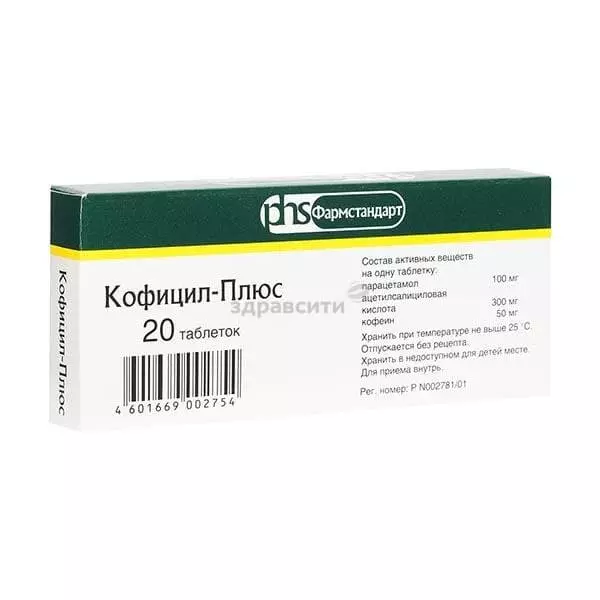 phs Фармстандарт
Кофицил-Плюс
20 таблеток
4 601669 002754
Состав активных веществ
на одну таблетку:
парацетамол 100 мг
ацетилсалициловая
кислота 300 мг
кофеин 50 мг
Хранить при температуре не выше 25 °С.
Отпускается без рецепта.
Хранить в недоступном для детей месте.
Для приема внутрь.
Рег. номер: Р N002781/01
Кофицил-Плюс
здравсити